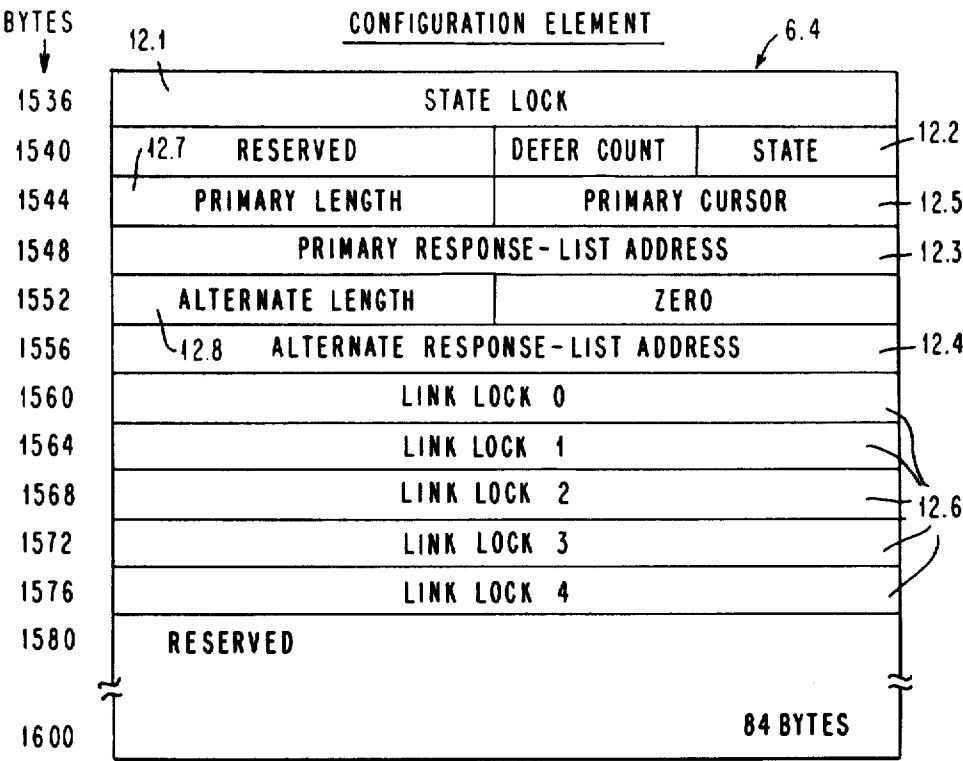 BYTES CONFIGURATION ELEMENT
12.1 6.4
1536 STATE LOCK
1540 12.7 RESERVED DEFER COUNT STATE 12.2
1544 PRIMARY LENGTH PRIMARY CURSOR 12.5
1548 PRIMARY RESPONSE-LIST ADDRESS 12.3
1552 ALTERNATE LENGTH ZERO
1556 12.8 ALTERNATE RESPONSE-LIST ADDRESS 12.4
1560 LINK LOCK 0
1564 LINK LOCK 1
1568 LINK LOCK 2 12.6
1572 LINK LOCK 3
1576 LINK LOCK 4
1580 RESERVED
1600 84 BYTES